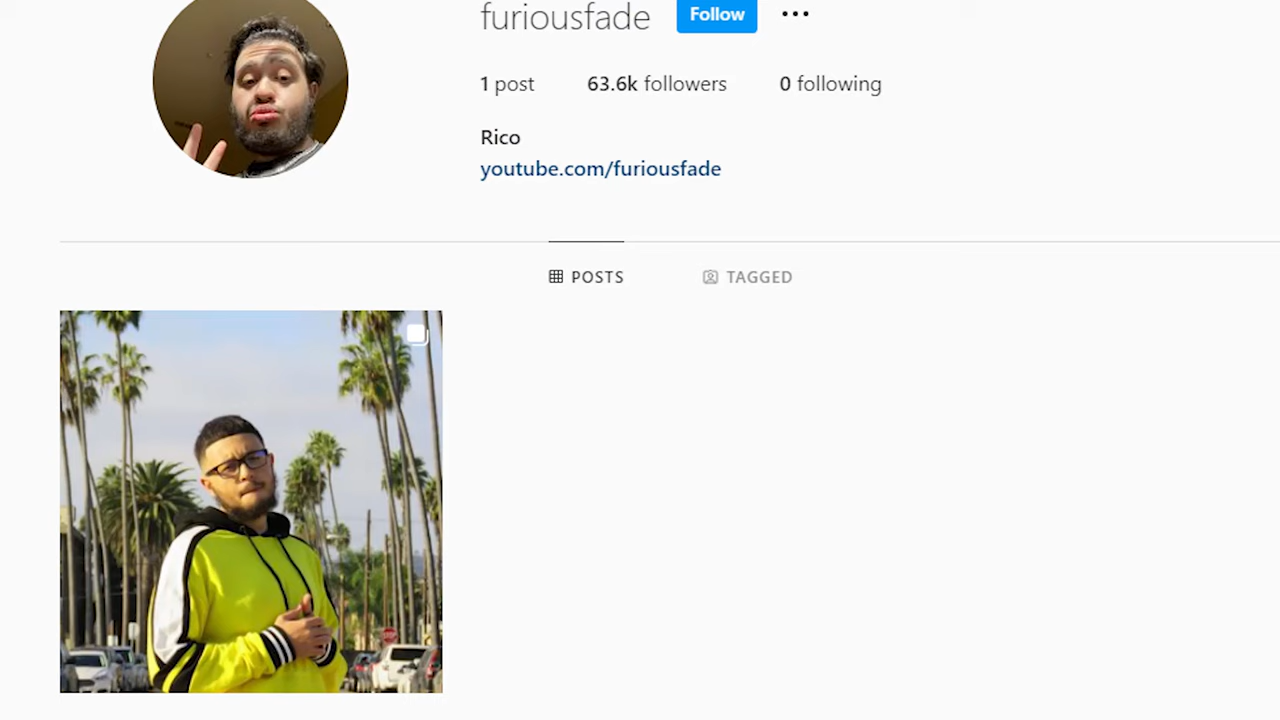 furiousfade Follow
1 post 63.6k followers 0 following
Rico
youtube.com/furiousfade
POSTS TAGGED